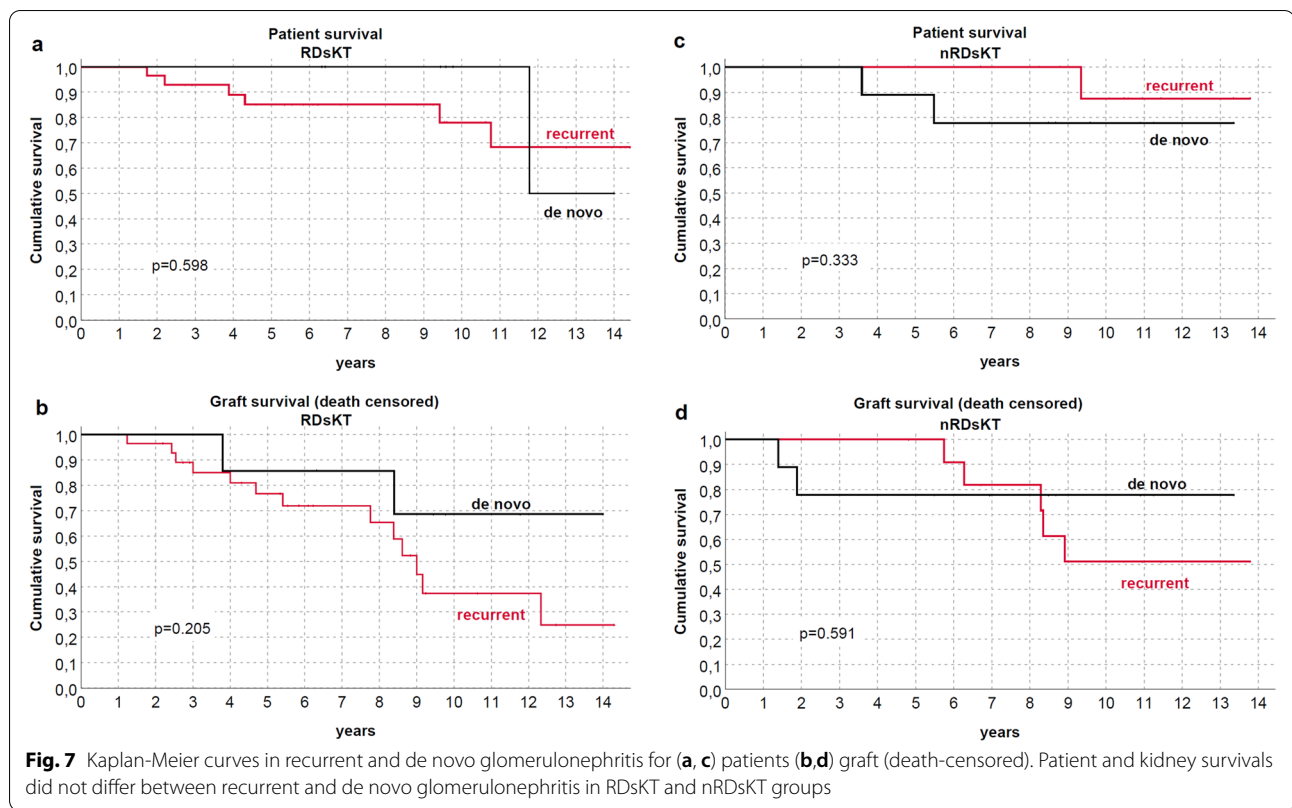 a
Patient survival
RDsKT
1,0
0,9
0,8
0,7
0,6
0,5
0,4
0,3
0,2
0,1
0,0
Cumulative survival
recurrent
de novo
p=0.598
0 1 2 3 4 5 6 7 8 9 10 11 12 13 14
years
c
Patient survival
nRDsKT
1,0
0,9
0,8
0,7
0,6
0,5
0,4
0,3
0,2
0,1
0,0
Cumulative survival
recurrent
de novo
p=0.333
0 1 2 3 4 5 6 7 8 9 10 11 12 13 14
years
b
Graft survival (death censored)
RDsKT
1,0
0,9
0,8
0,7
0,6
0,5
0,4
0,3
0,2
0,1
0,0
Cumulative survival
de novo
recurrent
p=0.205
0 1 2 3 4 5 6 7 8 9 10 11 12 13 14
years
d
Graft survival (death censored)
nRDsKT
1,0
0,9
0,8
0,7
0,6
0,5
0,4
0,3
0,2
0,1
0,0
Cumulative survival
de novo
recurrent
p=0.591
0 1 2 3 4 5 6 7 8 9 10 11 12 13 14
years
Fig. 7 Kaplan-Meier curves in recurrent and de novo glomerulonephritis for (a, c) patients (b,d) graft (death-censored). Patient and kidney survivals
did not differ between recurrent and de novo glomerulonephritis in RDsKT and nRDsKT groups